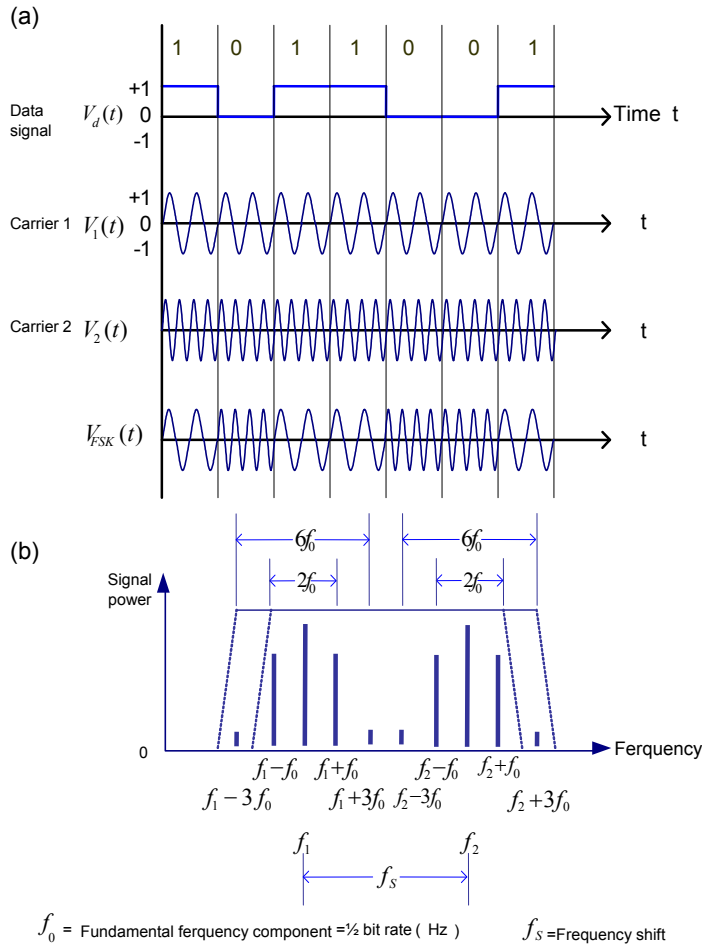 (a)
1 0 1 1 0 0 1
Data signal V_d(t) +1 0 -1 Time t
Carrier 1 V_1(t) +1 0 -1 t
Carrier 2 V_2(t) t
V_FSK(t) t
(b)
6f_0 6f_0
2f_0 2f_0
Signal power
0 Ferquency
f_1−f_0 f_1+f_0 f_2−f_0 f_2+f_0
f_1−3f_0 f_1+3f_0 f_2−3f_0 f_2+3f_0
f_1 f_2
f_S
f_0 = Fundamental ferquency component =½ bit rate ( Hz ) f_S =Frequency shift